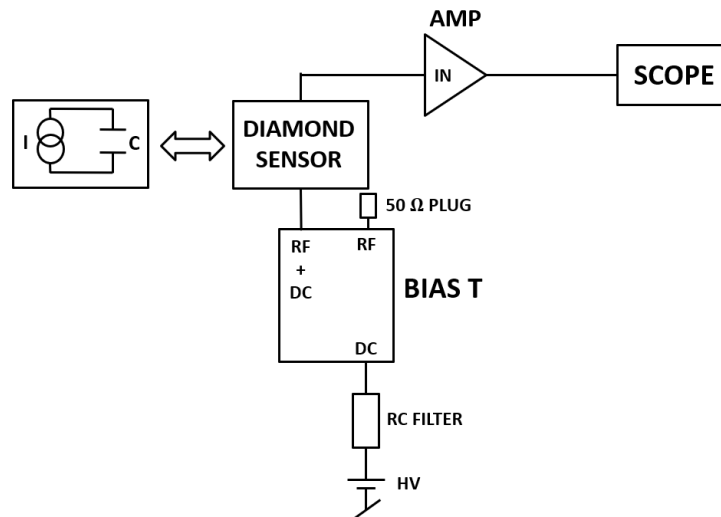 AMP
IN
SCOPE
I
C
DIAMOND
SENSOR
50 Ω PLUG
RF
+
DC
RF
BIAS T
DC
RC FILTER
HV